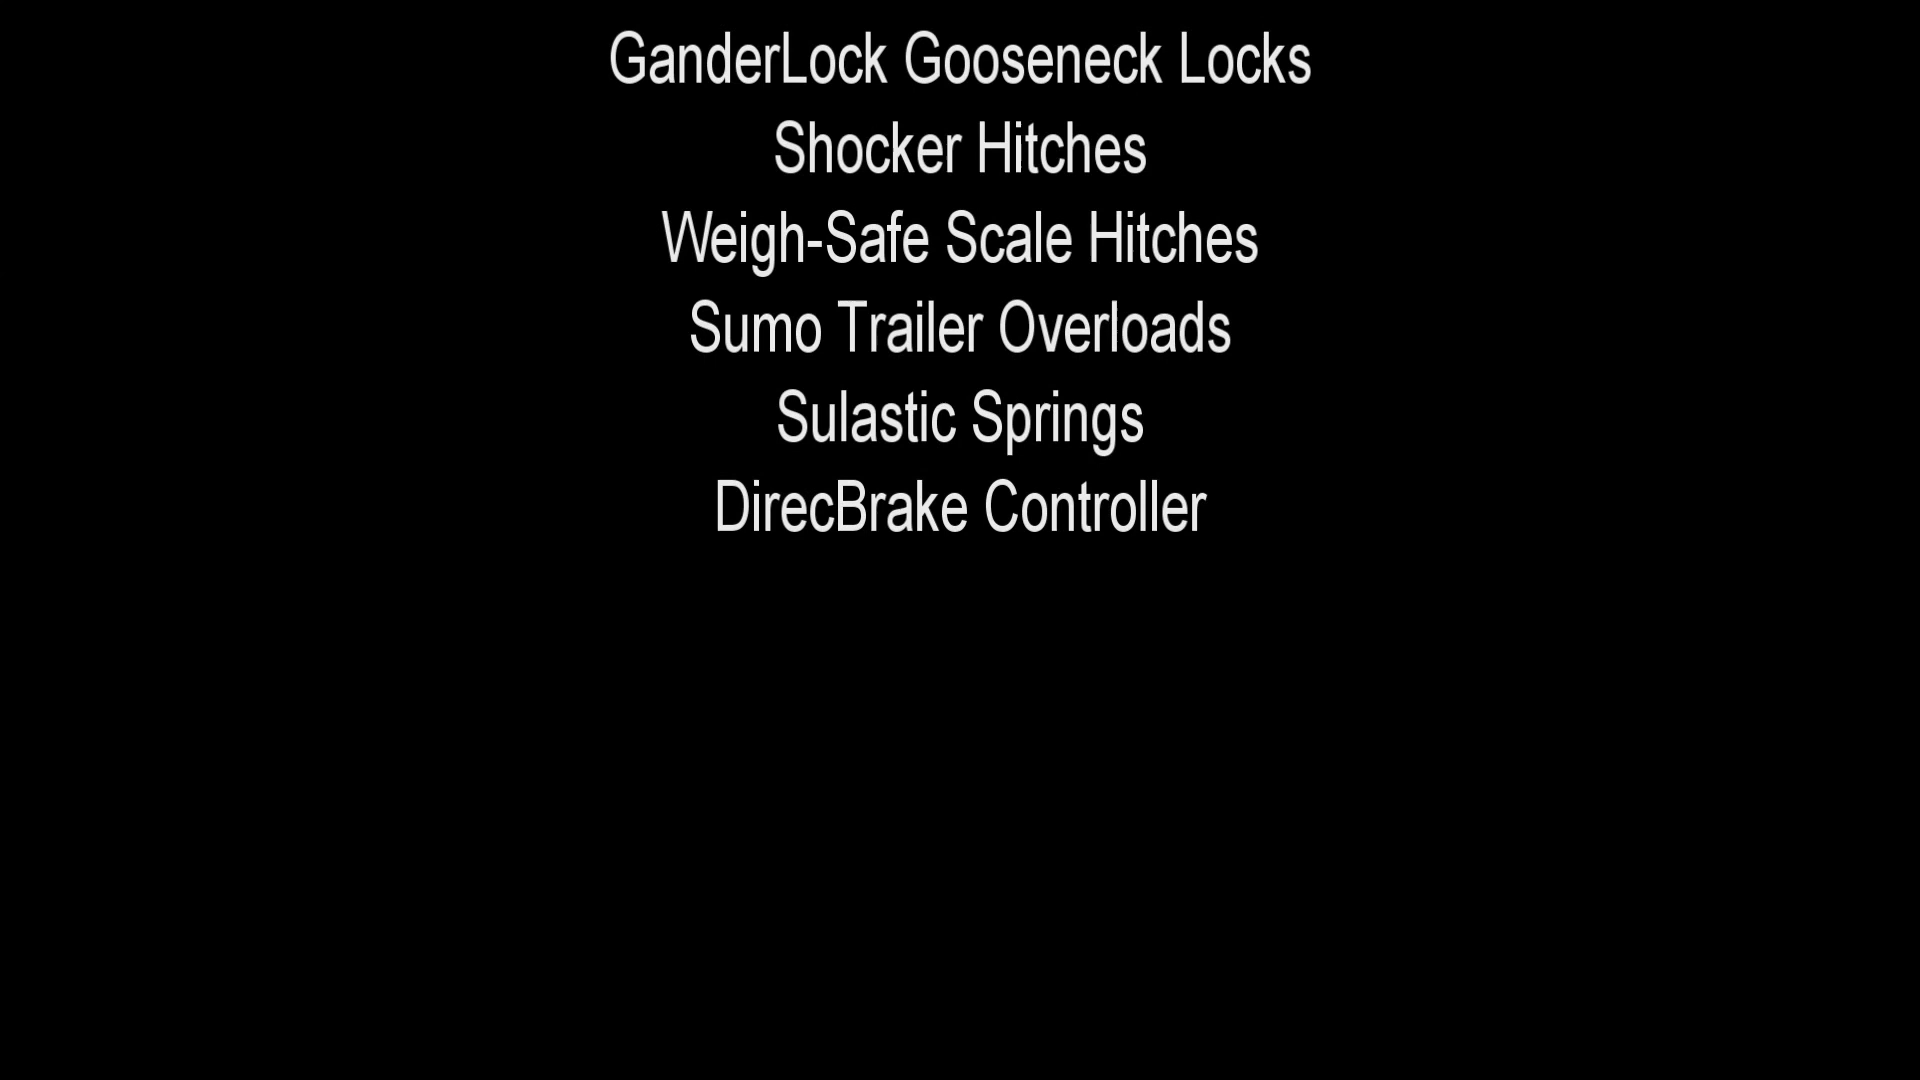 GanderLock Gooseneck Locks
Shocker Hitches
Weigh-Safe Scale Hitches
Sumo Trailer Overloads
Sulastic Springs
DirecBrake Controller